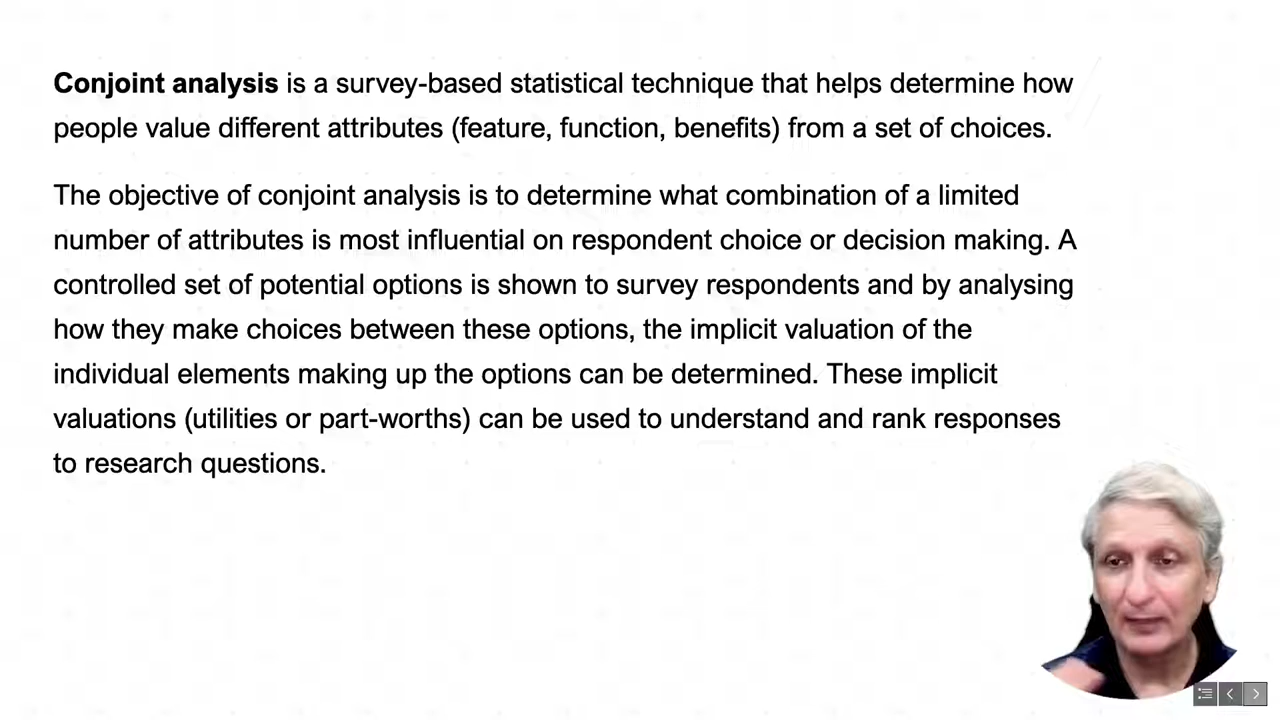 Conjoint analysis is a survey-based statistical technique that helps determine how
people value different attributes (feature, function, benefits) from a set of choices.
The objective of conjoint analysis is to determine what combination of a limited
number of attributes is most influential on respondent choice or decision making. A
controlled set of potential options is shown to survey respondents and by analysing
how they make choices between these options, the implicit valuation of the
individual elements making up the options can be determined. These implicit
valuations (utilities or part-worths) can be used to understand and rank responses
to research questions.